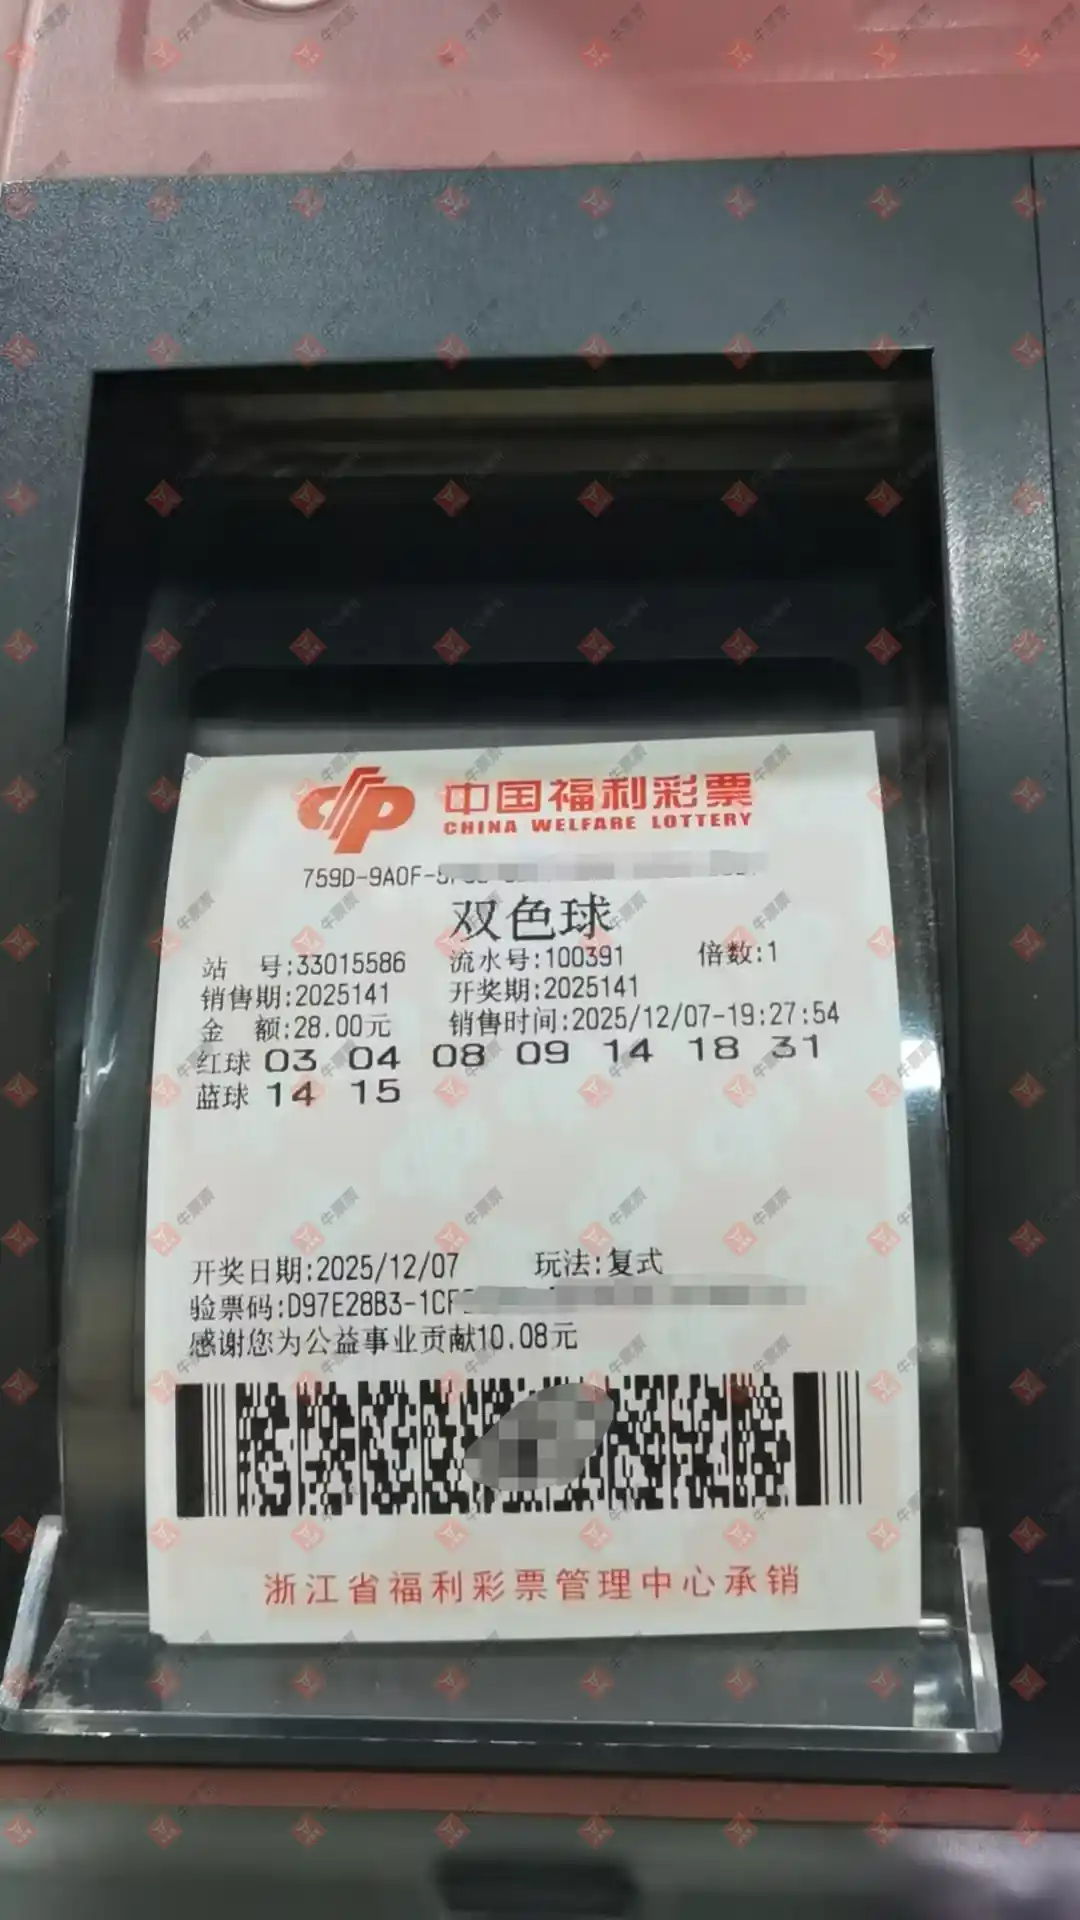 中国福利彩票
CHINA WELFARE LOTTERY
759D-9A0F-
双色球
站 号:33015586 流水号:100391 倍数:1
销售期:2025141 开奖期:2025141
金 额:28.00元 销售时间:2025/12/07-19:27:54
红球 03 04 08 09 14 18 31
蓝球 14 15
开奖日期:2025/12/07 玩法:复式
验票码:D97E28B3-1CF
感谢您为公益事业贡献10.08元
浙江省福利彩票管理中心承销
牛票票